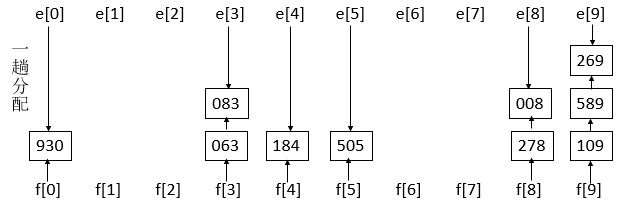 e[0] e[1] e[2] e[3] e[4] e[5] e[6] e[7] e[8] e[9]
一趟分配
269
083 008 589
930 063 184 505 278 109
f[0] f[1] f[2] f[3] f[4] f[5] f[6] f[7] f[8] f[9]